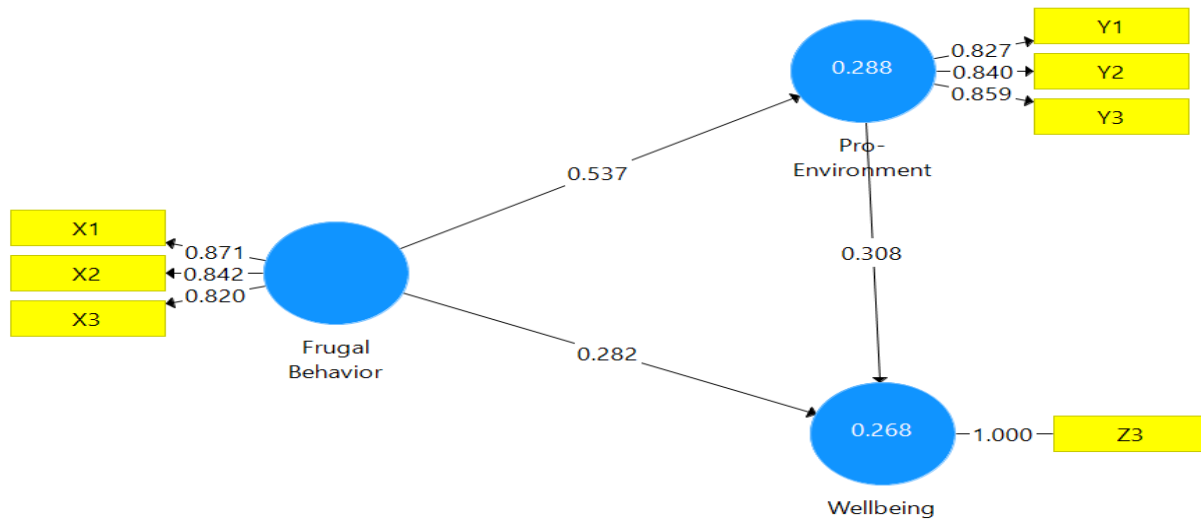 Y1
0.827
0.288
0.840
Y2
0.859
Y3
Pro-
Environment
0.537
X1
0.871
X2
0.842
0.820
X3
0.308
Frugal
Behavior
0.282
0.268
1.000
Z3
Wellbeing